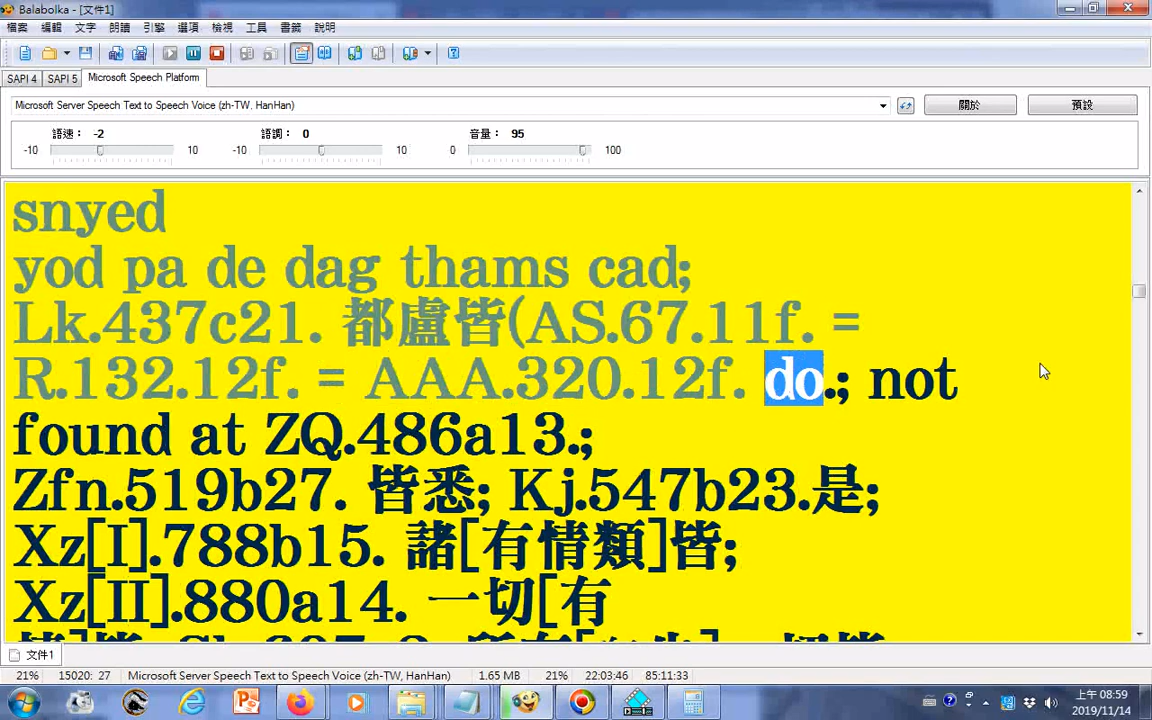 Balabolka - [文件1]
檔案 編輯 文字 朗讀 引擎 選項 檢視 工具 書籤 說明
SAPI 4 SAPI 5 Microsoft Speech Platform
Microsoft Server Speech Text to Speech Voice (zh-TW, HanHan) 關於 預設
語速： -2 語調： 0 音量： 95
-10 10 -10 10 0 100
snyed
yod pa de dag thams cad;
Lk.437c21. 都盧皆(AS.67.11f. =
R.132.12f. = AAA.320.12f. do.; not
found at ZQ.486a13.;
Zfn.519b27. 皆悉; Kj.547b23.是;
Xz[I].788b15. 諸[有情類]皆;
Xz[II].880a14. 一切[有
文件1
21% 15020: 27 Microsoft Server Speech Text to Speech Voice (zh-TW, HanHan) 1.65 MB 21% 22:03:46 85:11:33
上午 08:59
2019/11/14